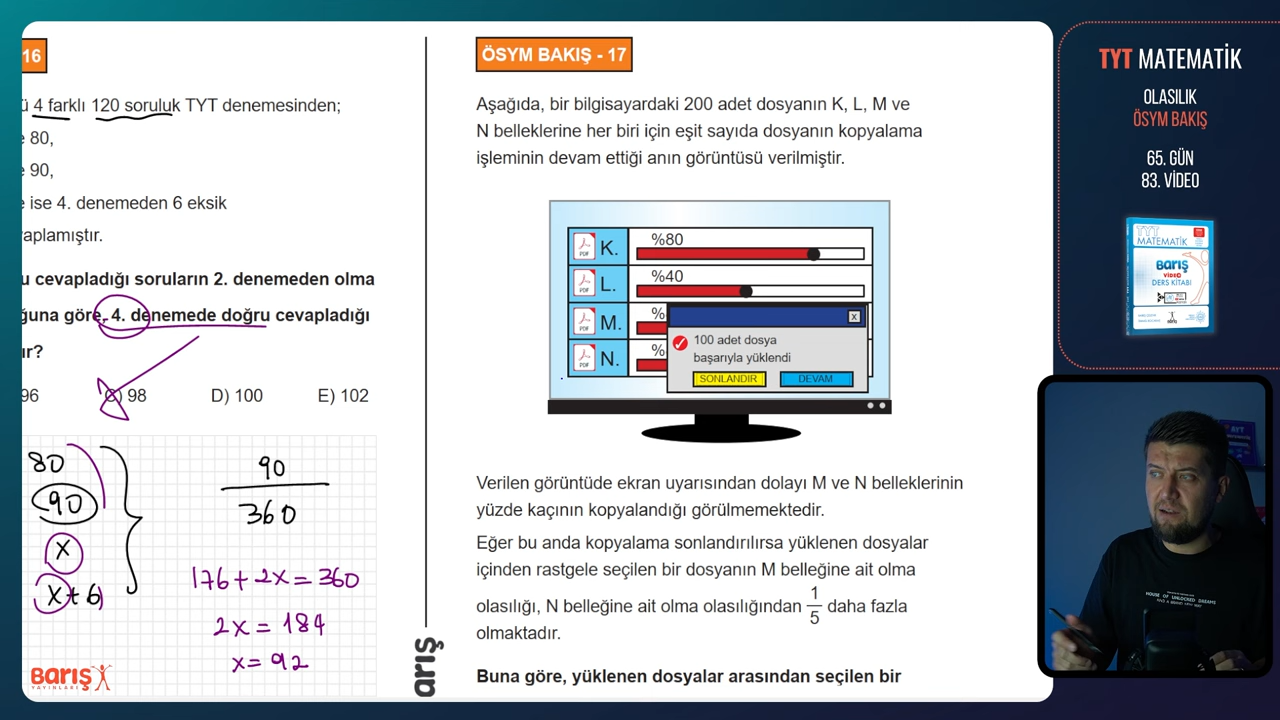 16
ü 4 farklı 120 soruluk TYT denemesinden;
e 80,
e 90,
e ise 4. denemeden 6 eksik
vaplamıştır.
u cevapladığı soruların 2. denemeden olma
ğuna göre, 4. denemede doğru cevapladığı
ır?
96 C) 98 D) 100 E) 102
80
90
x
x+6
90
360
176+2x=360
2x=184
x=92
BARIŞ
YAYINLARI
arış
ÖSYM BAKIŞ - 17
Aşağıda, bir bilgisayardaki 200 adet dosyanın K, L, M ve
N belleklerine her biri için eşit sayıda dosyanın kopyalama
işleminin devam ettiği anın görüntüsü verilmiştir.
PDF K. %80
PDF L. %40
PDF M. %
PDF N. %
X
100 adet dosya
başarıyla yüklendi
SONLANDIR DEVAM
Verilen görüntüde ekran uyarısından dolayı M ve N belleklerinin
yüzde kaçının kopyalandığı görülmemektedir.
Eğer bu anda kopyalama sonlandırılırsa yüklenen dosyalar
içinden rastgele seçilen bir dosyanın M belleğine ait olma
olasılığı, N belleğine ait olma olasılığından 1/5 daha fazla
olmaktadır.
Buna göre, yüklenen dosyalar arasından seçilen bir
TYT MATEMATİK
OLASILIK
ÖSYM BAKIŞ
65. GÜN
83. VİDEO
TYT
MATEMATİK
BARIŞ
VİDEO
DERS KİTABI
HOUSE OF UNLOCKED DREAMS